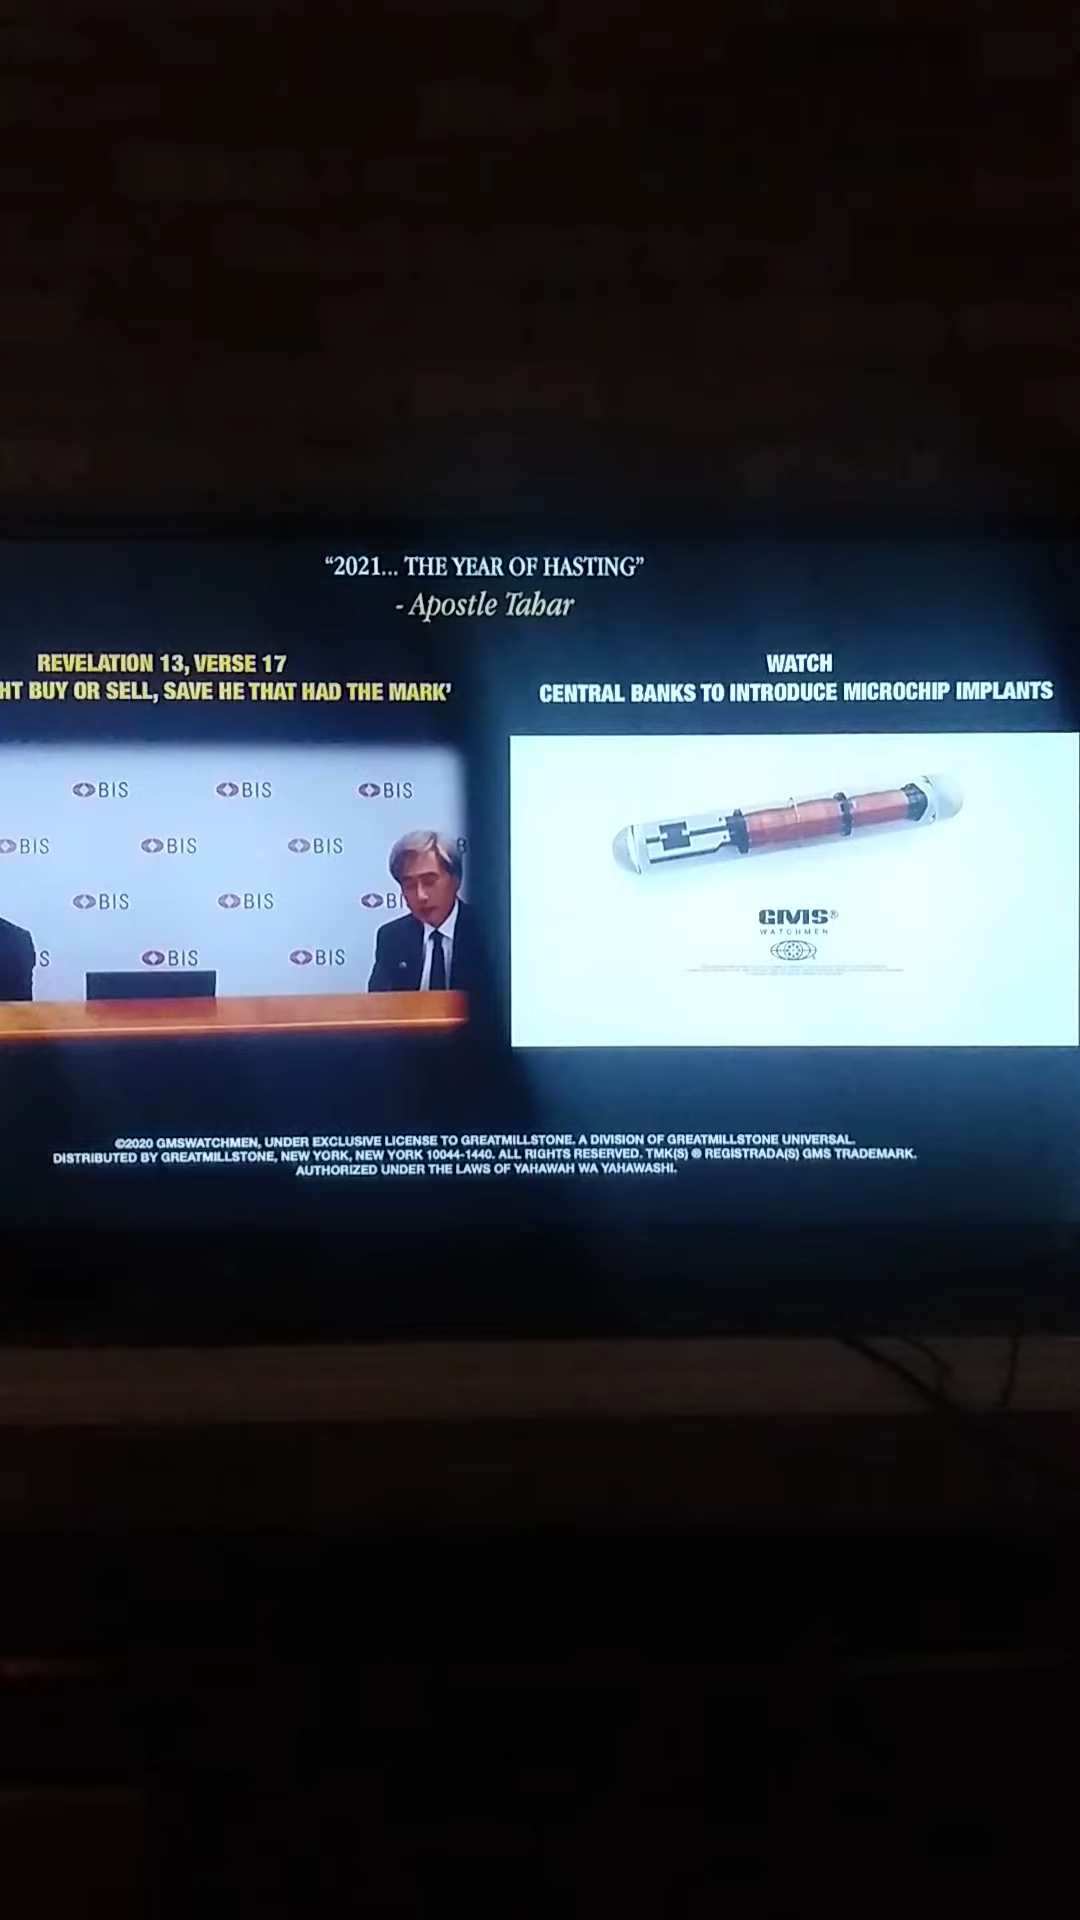 “2021... THE YEAR OF HASTING”
- Apostle Tahar
REVELATION 13, VERSE 17
HT BUY OR SELL, SAVE HE THAT HAD THE MARK’
WATCH
CENTRAL BANKS TO INTRODUCE MICROCHIP IMPLANTS
BIS BIS BIS
BIS BIS BIS B
BIS BIS BI
S BIS BIS
GMS®
WATCHMEN
©2020 GMSWATCHMEN, UNDER EXCLUSIVE LICENSE TO GREATMILLSTONE. A DIVISION OF GREATMILLSTONE UNIVERSAL.
DISTRIBUTED BY GREATMILLSTONE, NEW YORK, NEW YORK 10044-1440. ALL RIGHTS RESERVED. TMK(S) ® REGISTRADA(S) GMS TRADEMARK.
AUTHORIZED UNDER THE LAWS OF YAHAWAH WA YAHAWASHI.